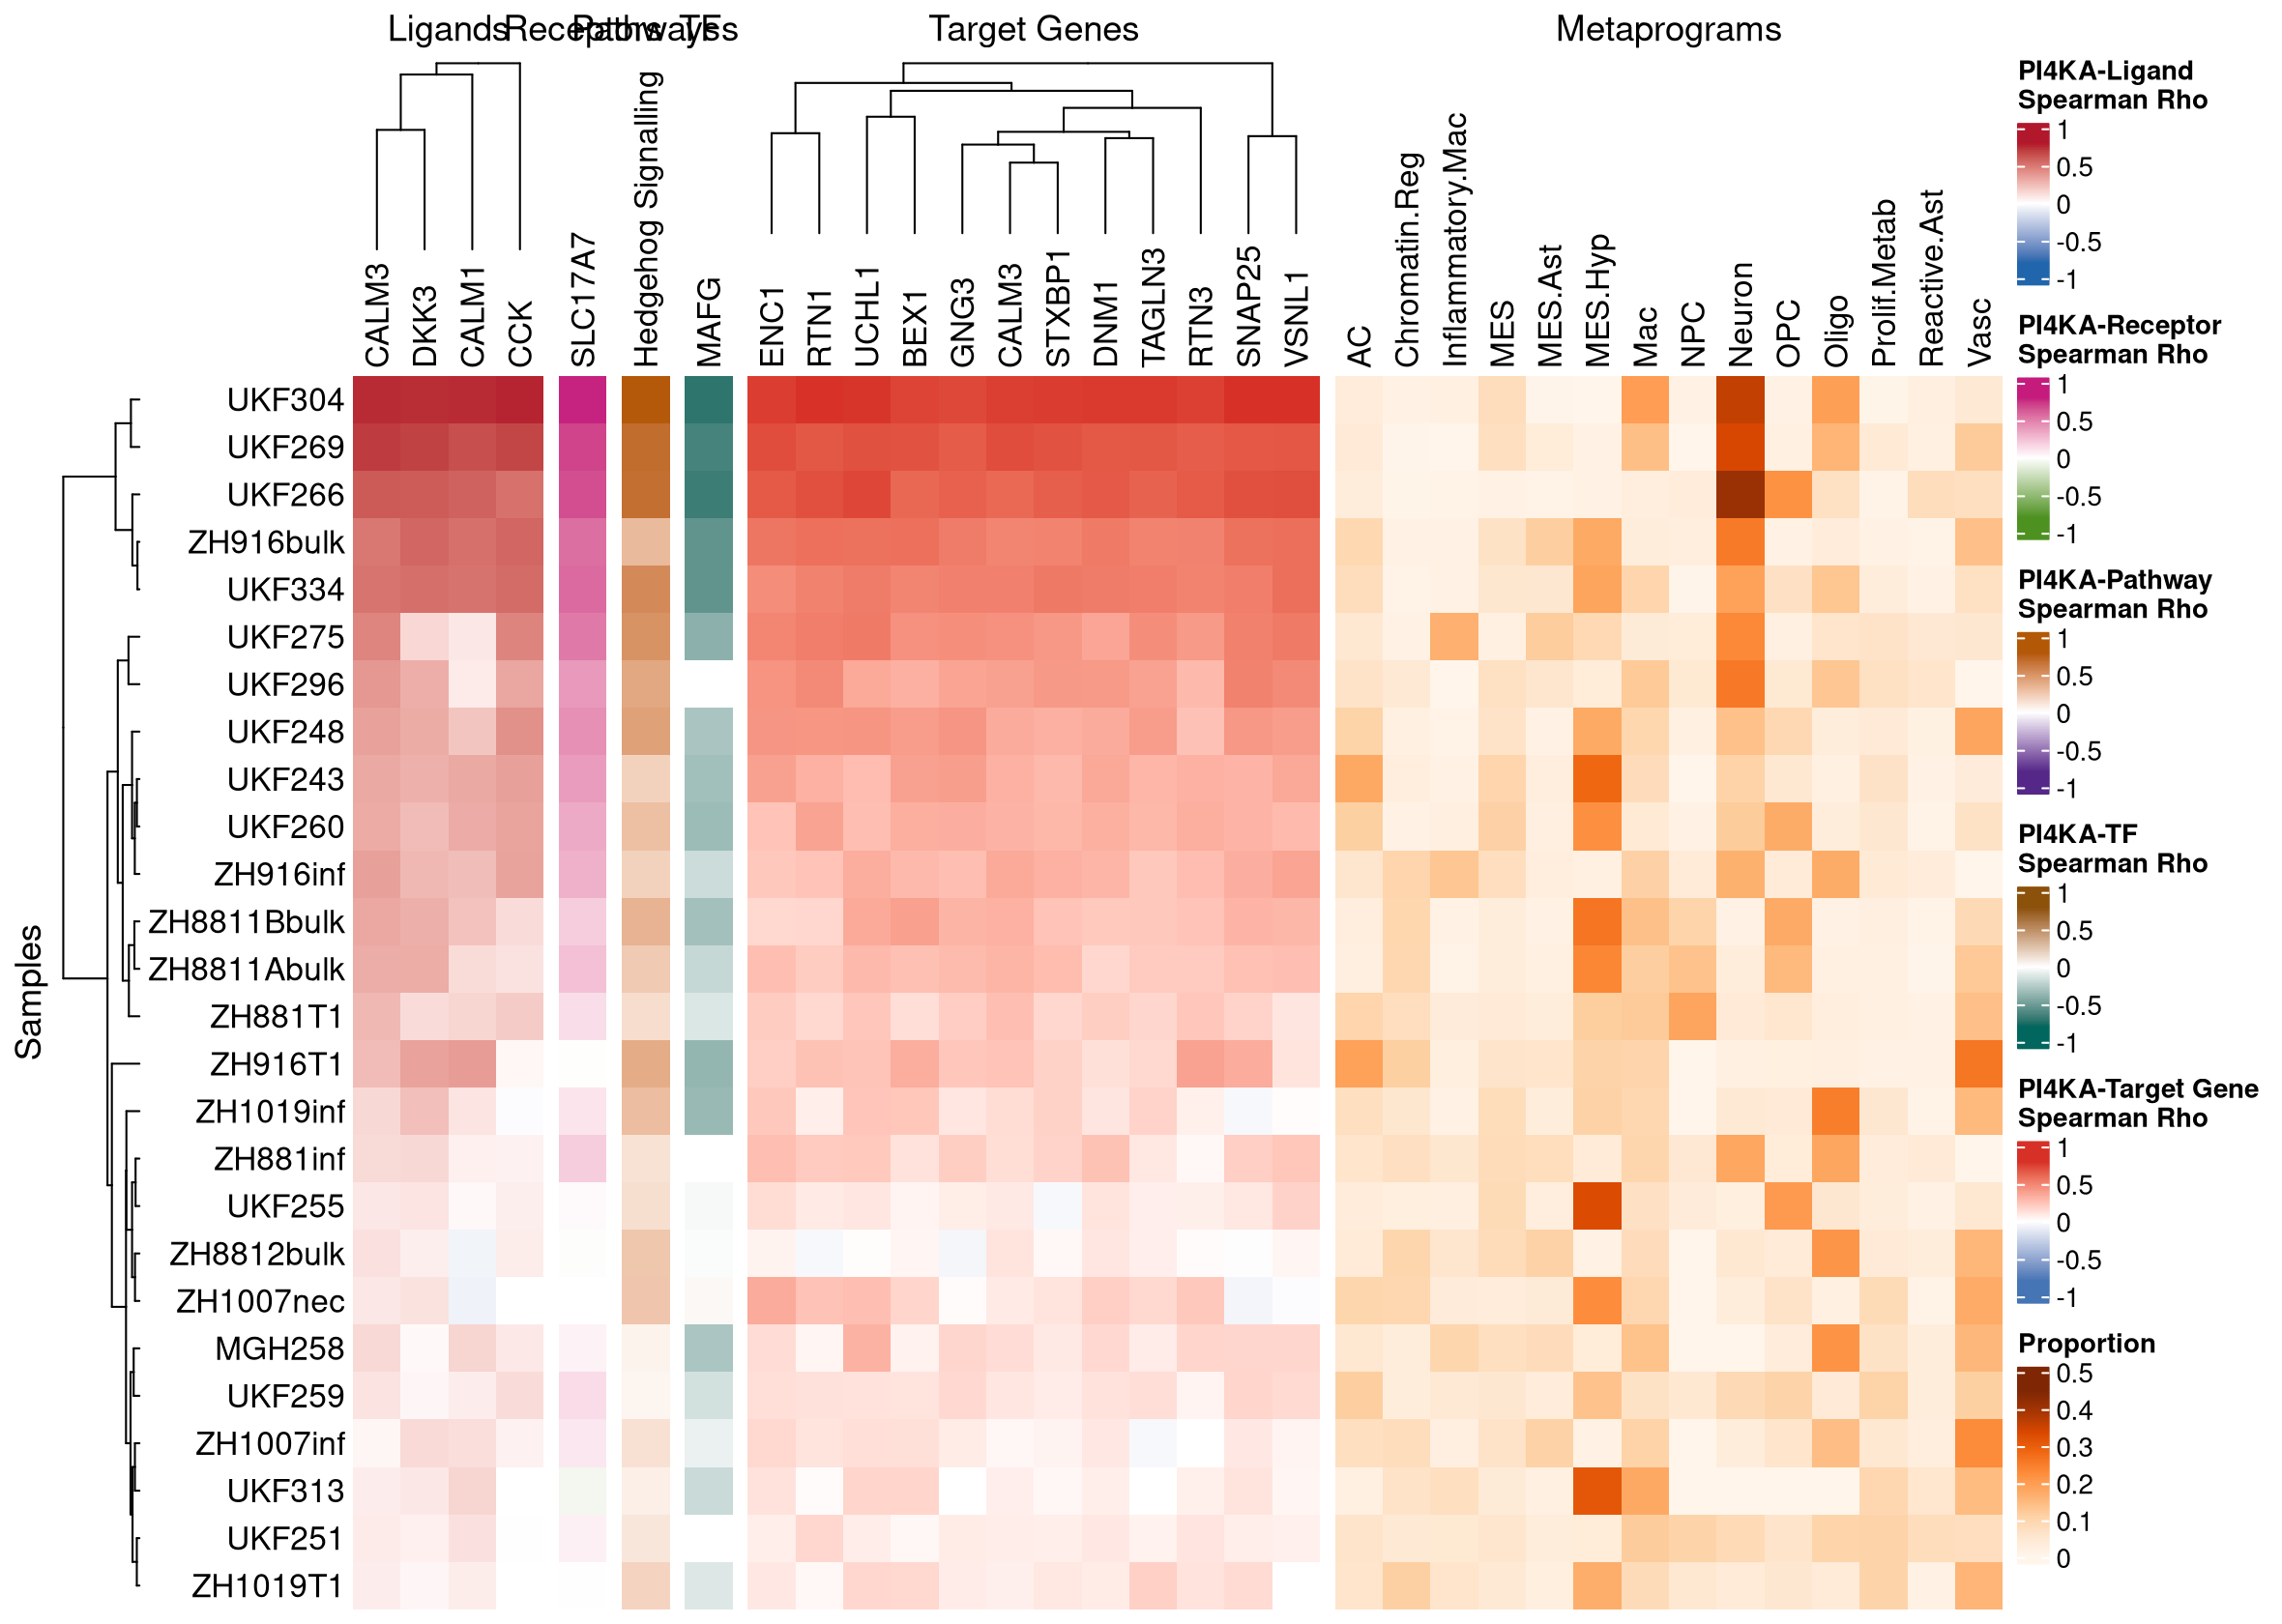 Ligands Receptors Pathways TFs Target Genes Metaprograms
CALM3 DKK3 CALM1 CCK SLC17A7 Hedgehog Signalling MAFG ENC1 RTN1 UCHL1 BEX1 GNG3 CALM3 STXBP1 DNM1 TAGLN3 RTN3 SNAP25 VSNL1 AC Chromatin.Reg Inflammatory.Mac MES MES.Ast MES.Hyp Mac NPC Neuron OPC Oligo Prolif.Metab Reactive.Ast Vasc
Samples
UKF304
UKF269
UKF266
ZH916bulk
UKF334
UKF275
UKF296
UKF248
UKF243
UKF260
ZH916inf
ZH8811Bbulk
ZH8811Abulk
ZH881T1
ZH916T1
ZH1019inf
ZH881inf
UKF255
ZH8812bulk
ZH1007nec
MGH258
UKF259
ZH1007inf
UKF313
UKF251
ZH1019T1
PI4KA-Ligand
Spearman Rho
1
0.5
0
-0.5
-1
PI4KA-Receptor
Spearman Rho
1
0.5
0
-0.5
-1
PI4KA-Pathway
Spearman Rho
1
0.5
0
-0.5
-1
PI4KA-TF
Spearman Rho
1
0.5
0
-0.5
-1
PI4KA-Target Gene
Spearman Rho
1
0.5
0
-0.5
-1
Proportion
0.5
0.4
0.3
0.2
0.1
0